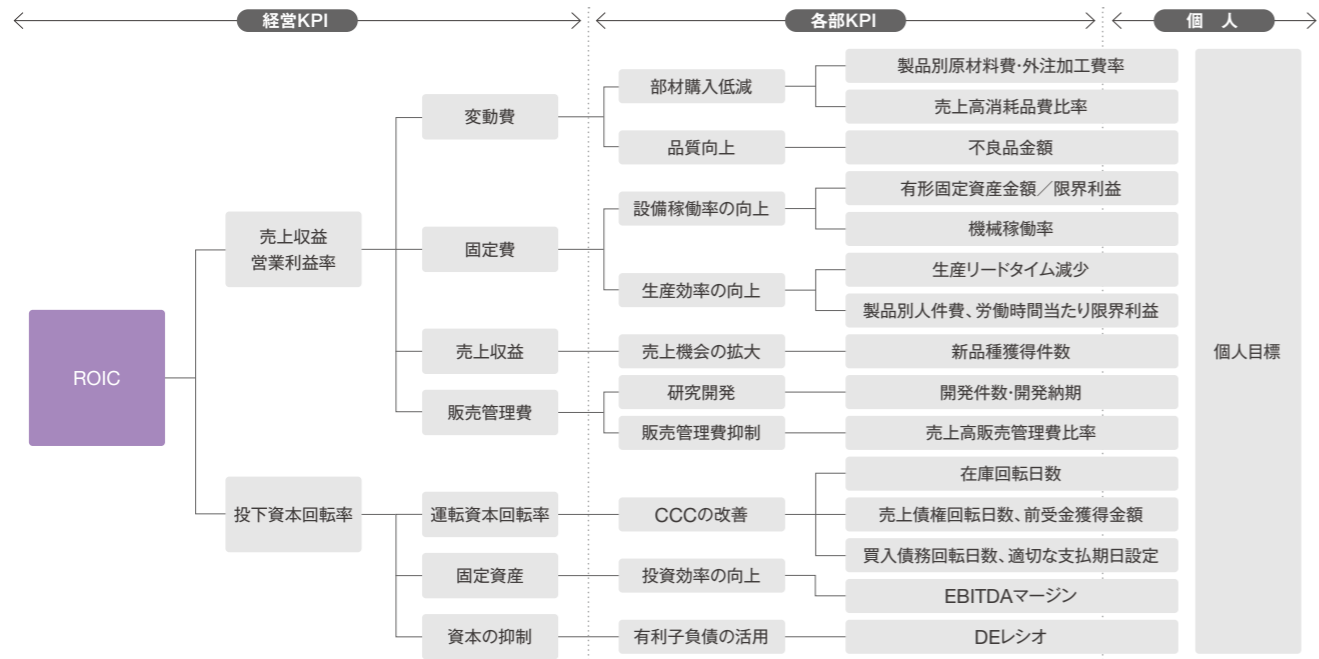 経営KPI
各部KPI
個　人
ROIC
売上収益
営業利益率
投下資本回転率
変動費
固定費
売上収益
販売管理費
運転資本回転率
固定資産
資本の抑制
部材購入低減
品質向上
設備稼働率の向上
生産効率の向上
売上機会の拡大
研究開発
販売管理費抑制
CCCの改善
投資効率の向上
有利子負債の活用
製品別原材料費・外注加工費率
売上高消耗品費比率
不良品金額
有形固定資産金額／限界利益
機械稼働率
生産リードタイム減少
製品別人件費、労働時間当たり限界利益
新品種獲得件数
開発件数・開発納期
売上高販売管理費比率
在庫回転日数
売上債権回転日数、前受金獲得金額
買入債務回転日数、適切な支払期日設定
EBITDAマージン
DEレシオ
個人目標